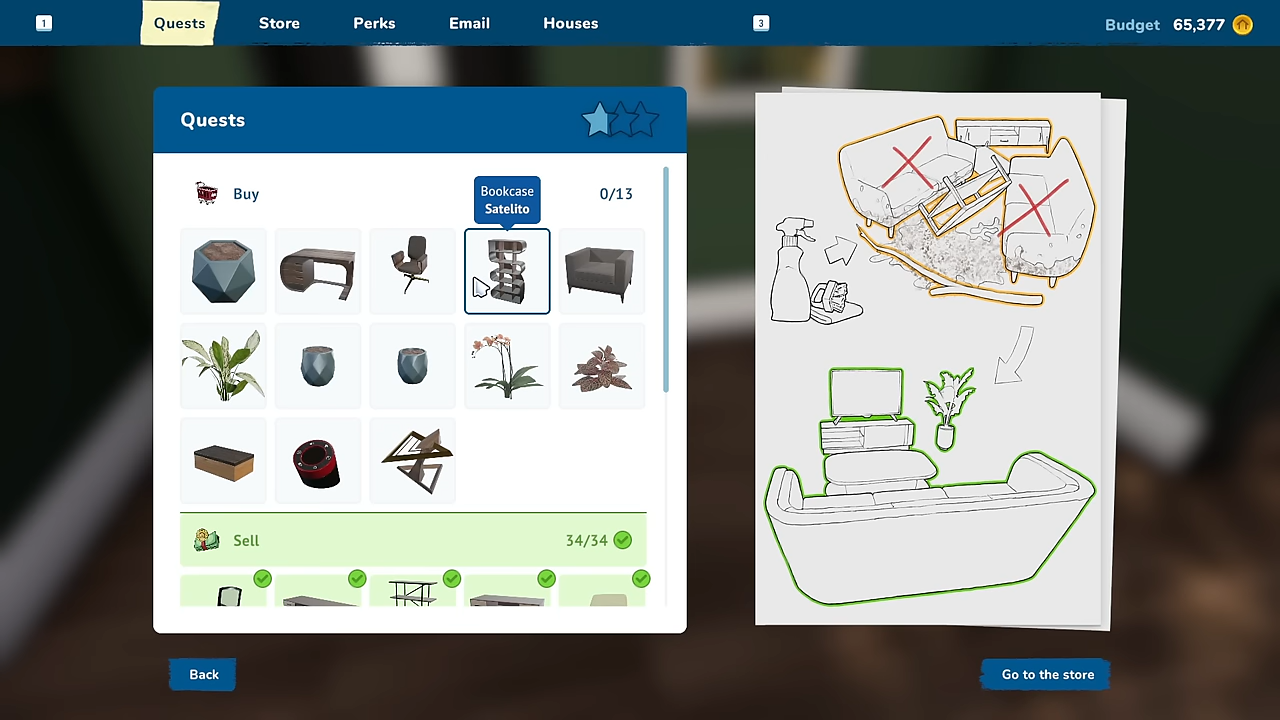 1
Quests
Store
Perks
Email
Houses
3
Budget 65,377
Quests
Buy
Bookcase
Satelito
0/13
Sell
34/34
Back
Go to the store